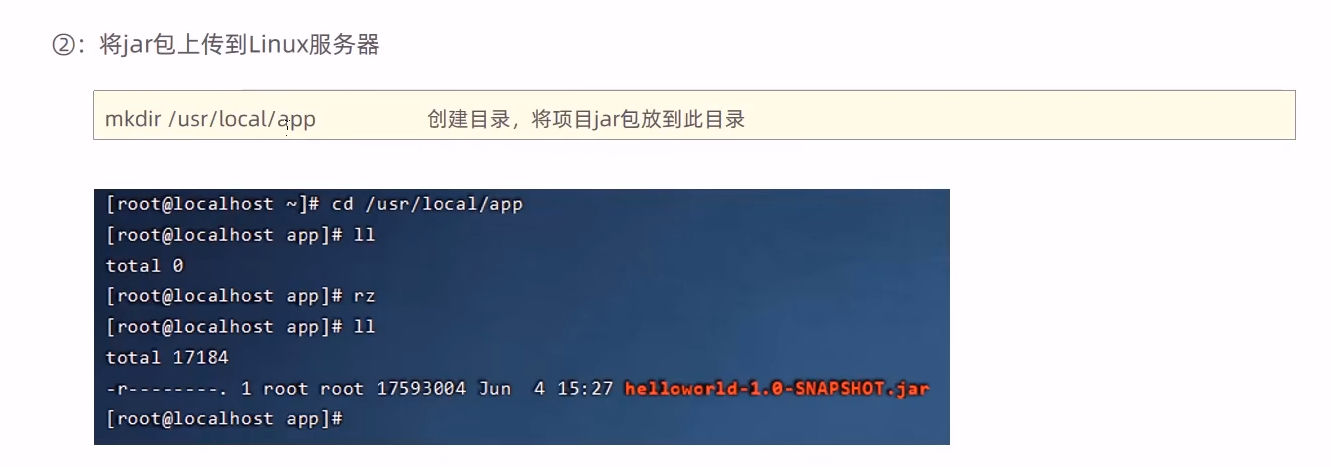 ②：将jar包上传到Linux服务器
mkdir /usr/local/app 创建目录，将项目jar包放到此目录
[root@localhost ~]# cd /usr/local/app
[root@localhost app]# ll
total 0
[root@localhost app]# rz
[root@localhost app]# ll
total 17184
-r--------. 1 root root 17593004 Jun  4 15:27 helloworld-1.0-SNAPSHOT.jar
[root@localhost app]#